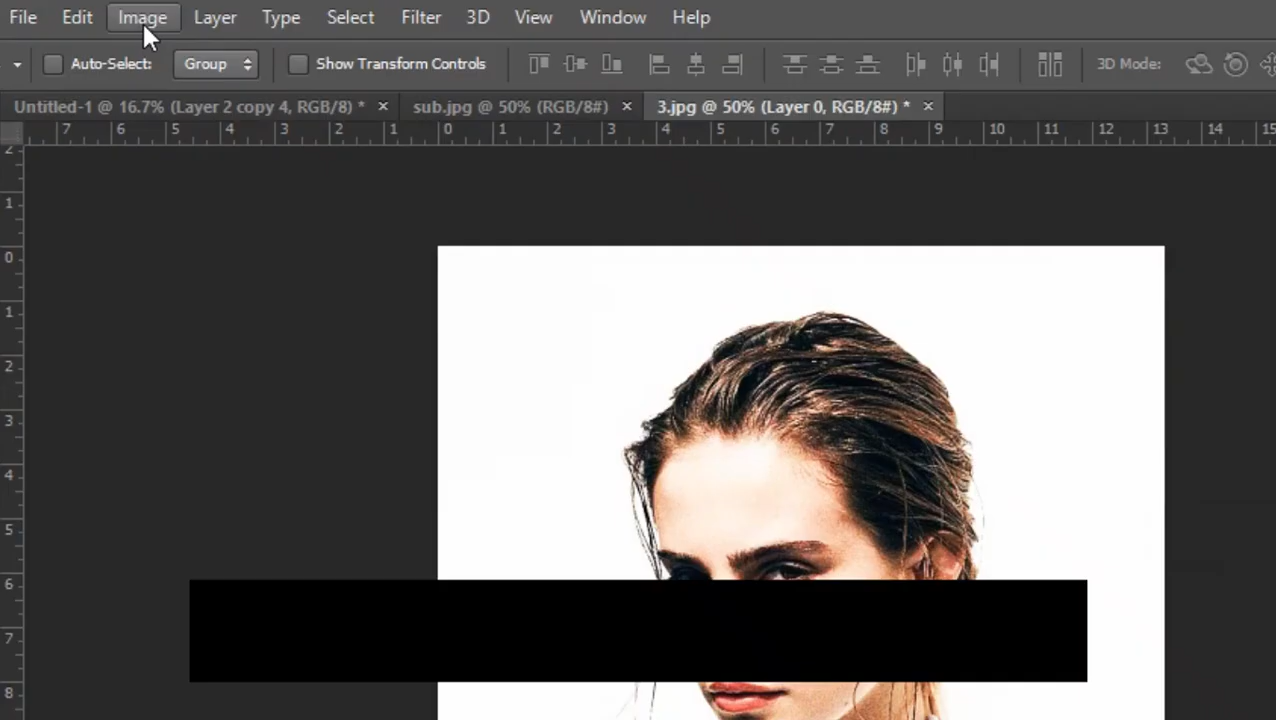 File Edit Image Layer Type Select Filter 3D View Window Help
Auto-Select: Group Show Transform Controls 3D Mode:
Untitled-1 @ 16.7% (Layer 2 copy 4, RGB/8) * × sub.jpg @ 50% (RGB/8#) × 3.jpg @ 50% (Layer 0, RGB/8#) * ×
7 6 5 4 3 2 1 0 1 2 3 4 5 6 7 8 9 10 11 12 13 14 15
2
1
0
1
2
3
4
5
6
7
8